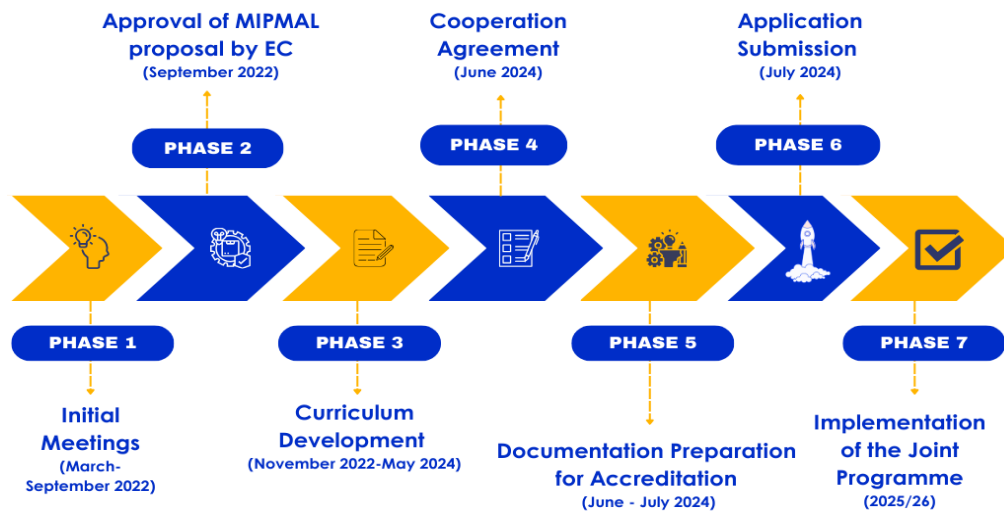 Approval of MIPMAL
proposal by EC
(September 2022)
Cooperation
Agreement
(June 2024)
Application
Submission
(July 2024)
PHASE 2
PHASE 4
PHASE 6
PHASE 1
PHASE 3
PHASE 5
PHASE 7
Initial
Meetings
(March-
September 2022)
Curriculum
Development
(November 2022-May 2024)
Documentation Preparation
for Accreditation
(June - July 2024)
Implementation
of the Joint
Programme
(2025/26)